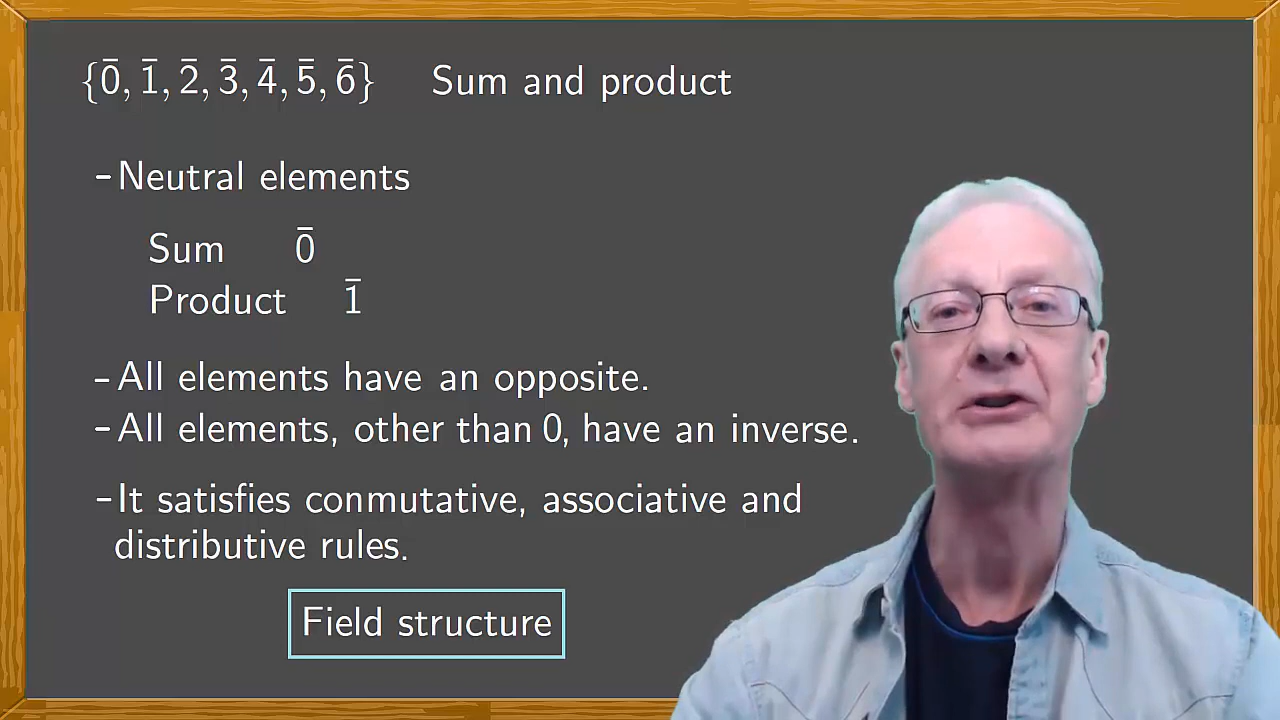 {0̄, 1̄, 2̄, 3̄, 4̄, 5̄, 6̄} Sum and product
-Neutral elements
Sum 0̄
Product 1̄
-All elements have an opposite.
-All elements, other than 0, have an inverse.
-It satisfies conmutative, associative and
distributive rules.
Field structure